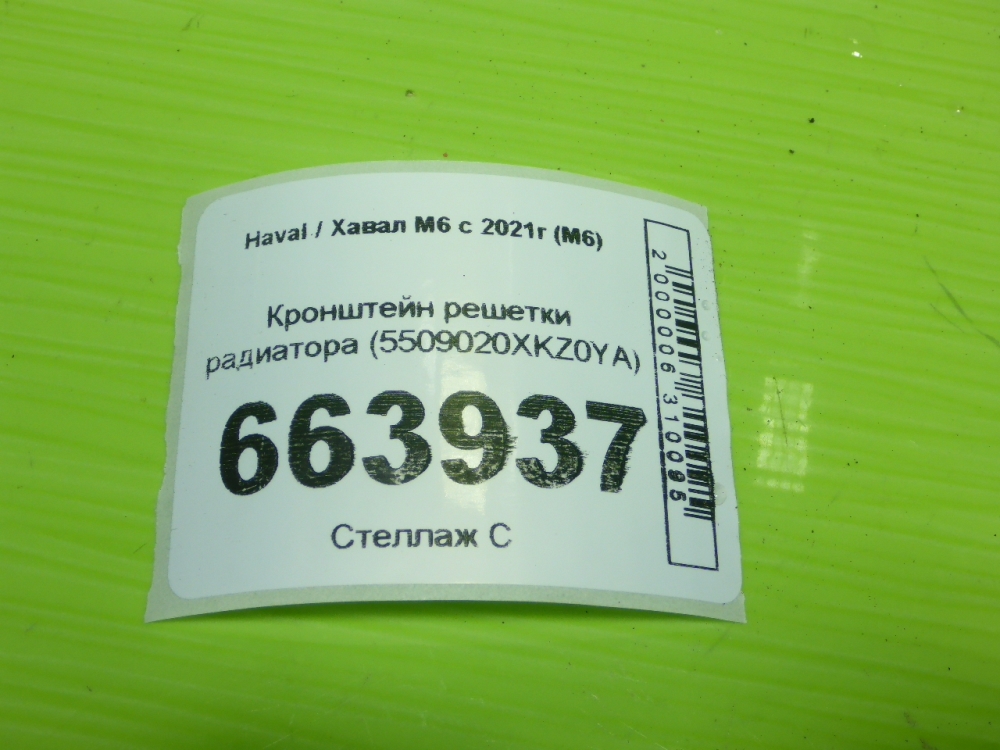 Haval / Хавал М6 с 2021г (М6)
Кронштейн решетки
радиатора (5509020XKZ0YA)
663937
Стеллаж С
2000006310095